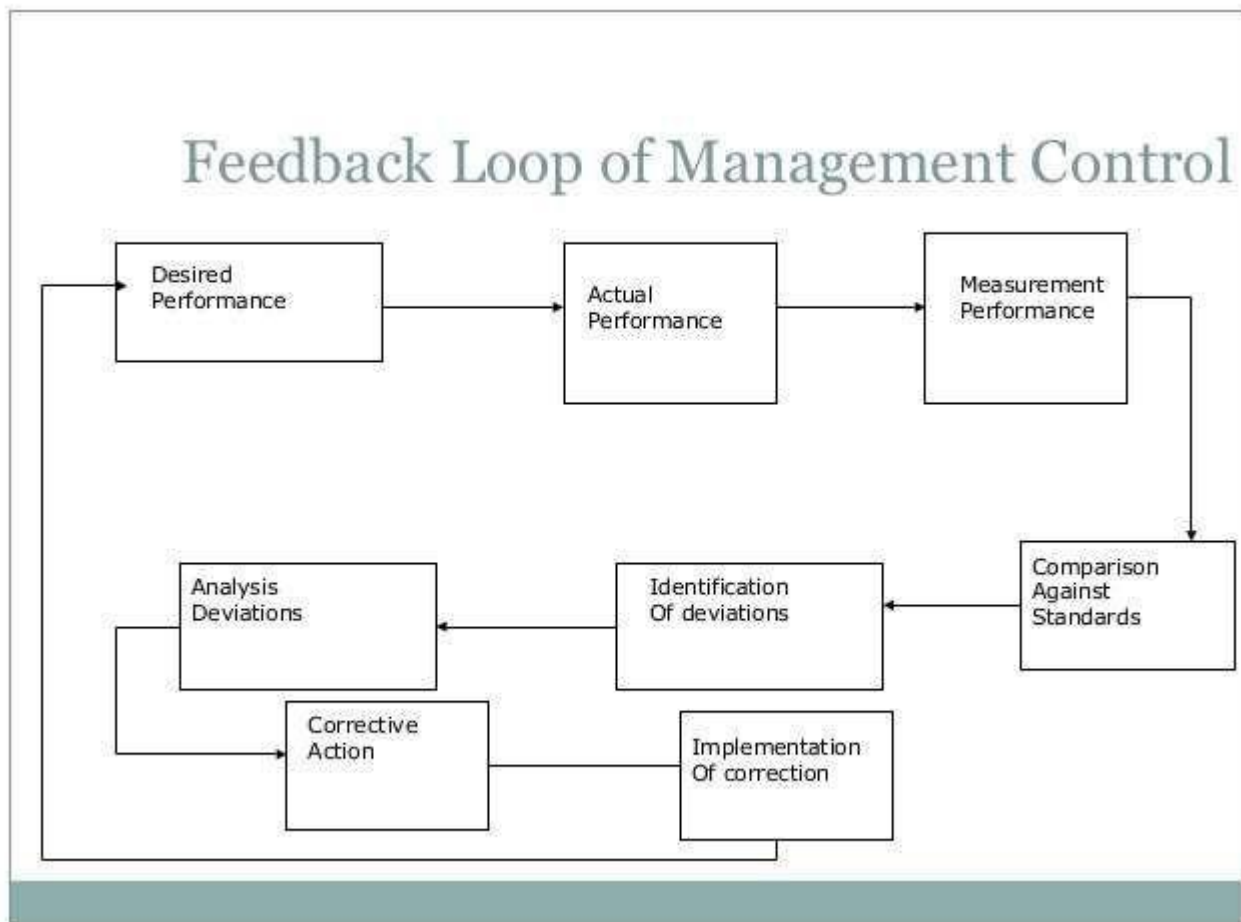 Feedback Loop of Management Control
Desired
Performance
Actual
Performance
Measurement
Performance
Comparison
Against
Standards
Identification
Of deviations
Analysis
Deviations
Corrective
Action
Implementation
Of correction